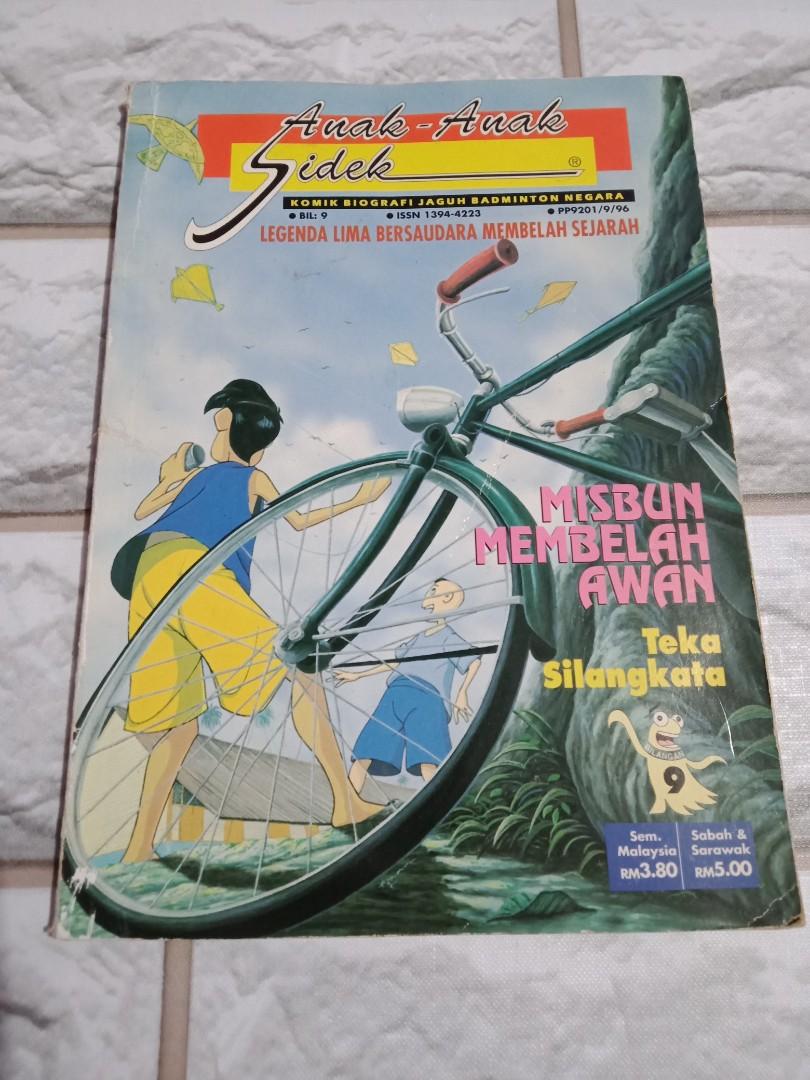 Anak-Anak
Sidek ®
KOMIK BIOGRAFI JAGUH BADMINTON NEGARA
● BIL: 9 ● ISSN 1394-4223 ● PP9201/9/96
LEGENDA LIMA BERSAUDARA MEMBELAH SEJARAH
MISBUN
MEMBELAH
AWAN
Teka
Silangkata
BILANGAN
9
Sem.
Malaysia
RM3.80
Sabah &
Sarawak
RM5.00